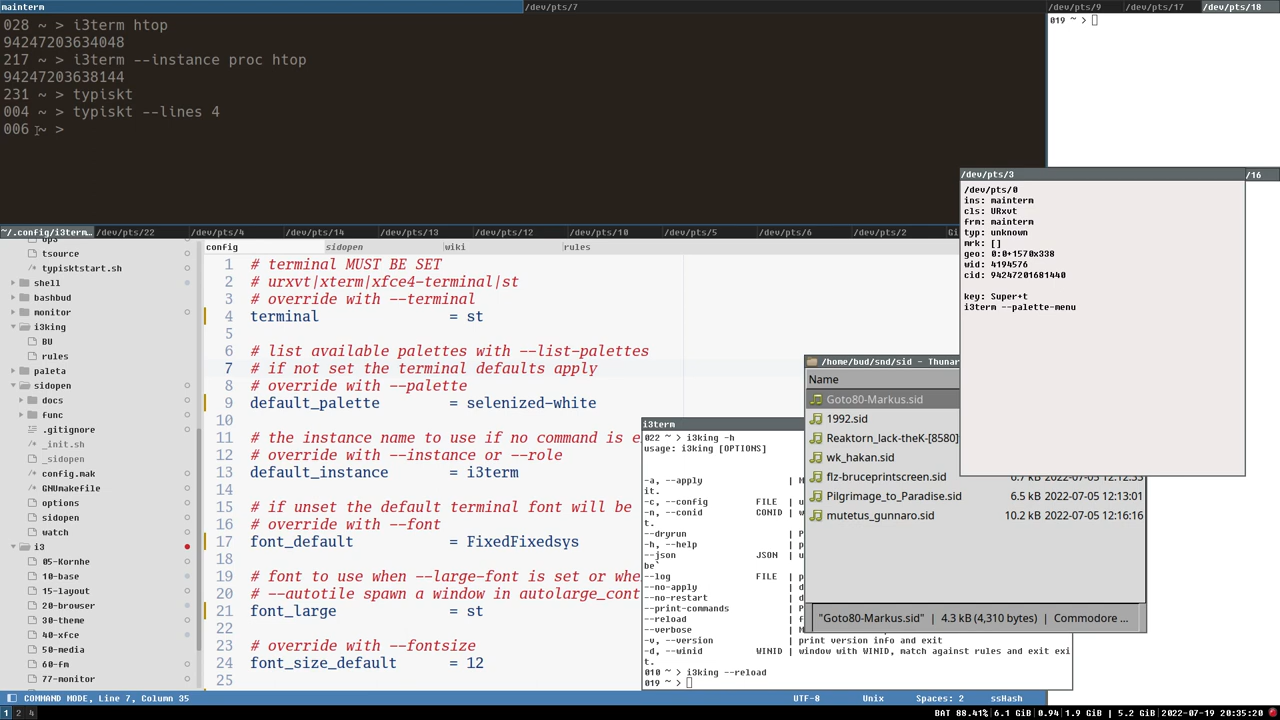 mainterm
/dev/pts/7
/dev/pts/9
/dev/pts/17
/dev/pts/18
028 ~ > i3term htop
94247203634048
217 ~ > i3term --instance proc htop
94247203638144
231 ~ > typiskt
004 ~ > typiskt --lines 4
006 ~ >
019 ~ >
/dev/pts/3
/16
/dev/pts/0
ins: mainterm
cls: URxvt
frm: mainterm
typ: unknown
mrk: []
geo: 0:0+1570x338
wid: 4194576
cid: 94247201681440
key: Super+t
i3term --palette-menu
~/.config/i3term…
/dev/pts/22
/dev/pts/4
/dev/pts/14
/dev/pts/13
/dev/pts/12
/dev/pts/10
/dev/pts/5
/dev/pts/6
/dev/pts/2
tsource
typisktstart.sh
shell
bashbud
monitor
i3king
BU
rules
paleta
sidopen
docs
func
.gitignore
_init.sh
_sidopen
config.mak
GNUmakefile
options
sidopen
watch
i3
05-Kornhe
10-base
15-layout
20-browser
30-theme
40-xfce
50-media
60-fm
77-monitor
config
sidopen
wiki
rules
1 # terminal MUST BE SET
2 # urxvt|xterm|xfce4-terminal|st
3 # override with --terminal
4 terminal = st
5
6 # list available palettes with --list-palettes
7 # if not set the terminal defaults apply
8 # override with --palette
9 default_palette = selenized-white
10
11 # the instance name to use if no command is e
12 # override with --instance or --role
13 default_instance = i3term
14
15 # if unset the default terminal font will be
16 # override with --font
17 font_default = FixedFixedsys
18
19 # font to use when --large-font is set or whe
20 # --autotile spawn a window in autolarge_cont
21 font_large = st
22
23 # override with --fontsize
24 font_size_default = 12
25
i3term
022 ~ > i3king -h
usage: i3king [OPTIONS]
-a, --apply | M
it.
-c, --config FILE | u
-n, --conid CONID | w
t.
--dryrun | P
-h, --help | p
--json JSON | u
be`
--log FILE | p
--no-apply | d
--no-restart | d
--print-commands | P
--reload | f
--verbose | M
-v, --version | print version info and exit
-d, --winid WINID | window with WINID, match against rules and exit exi
t.
010 ~ > i3king --reload
019 ~ >
/home/bud/snd/sid - Thunar
Name
Goto80-Markus.sid
1992.sid
Reaktorn_lack-theK-[8580]
wk_hakan.sid
flz-bruceprintscreen.sid
Pilgrimage_to_Paradise.sid 6.5 kB 2022-07-05 12:13:01
mutetus_gunnaro.sid 10.2 kB 2022-07-05 12:16:16
"Goto80-Markus.sid" | 4.3 kB (4,310 bytes) | Commodore ...
COMMAND MODE, Line 7, Column 35
UTF-8
Unix
Spaces: 2
ssHash
1 2 4
BAT 88.41%|6.1 GiB|0.94|1.9 GiB | 5.2 GiB|2022-07-19 20:35:20